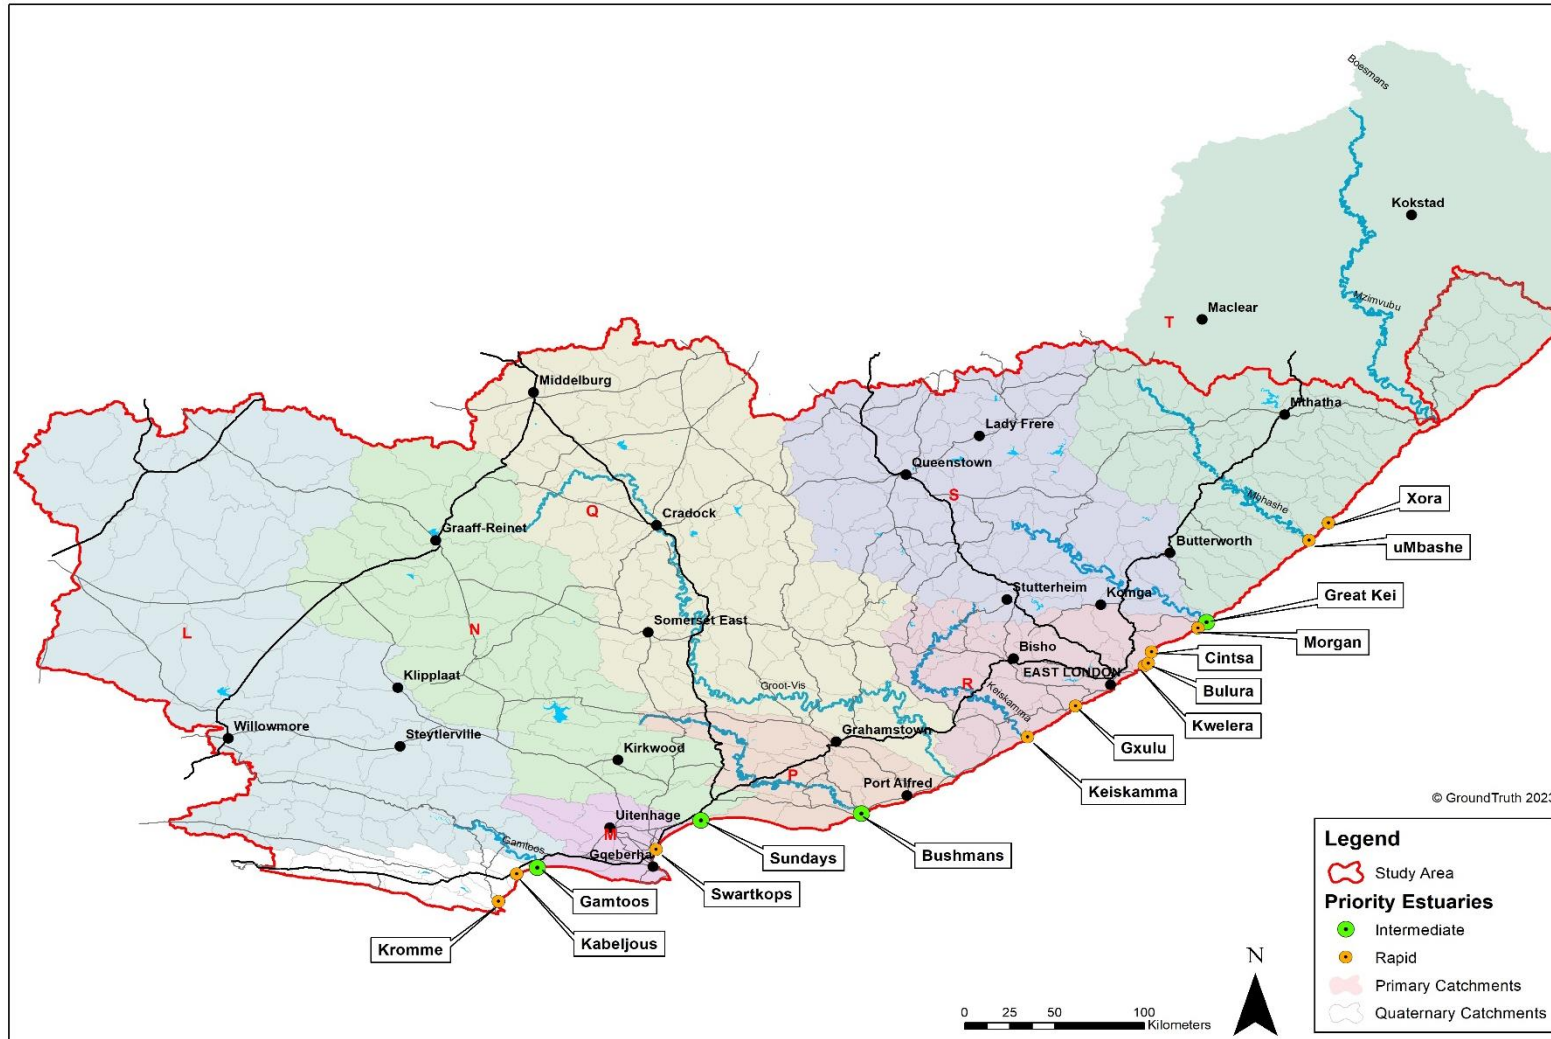 Boesmans
Kokstad
Mzimvubu
Maclear
T
Middelburg
Mthatha
Lady Frere
Queenstown
S
Xora
Mbhashe
Q
Cradock
Graaff-Reinet
uMbashe
Butterworth
Stutterheim
Komga
Great Kei
L
N
Somerset East
Morgan
Bisho
Cintsa
EAST LONDON
Klipplaat
Groot-Vis
R
Keiskamma
Bulura
Kwelera
Willowmore
Steytlerville
Kirkwood
Grahamstown
Gxulu
P
Port Alfred
Keiskamma
© GroundTruth 2023
Uitenhage
M
Gamtoos
Gqeberha
Sundays
Bushmans
Swartkops
Gamtoos
Kabeljous
Kromme
Legend
Study Area
Priority Estuaries
Intermediate
Rapid
Primary Catchments
Quaternary Catchments
N
0 25 50 100
Kilometers